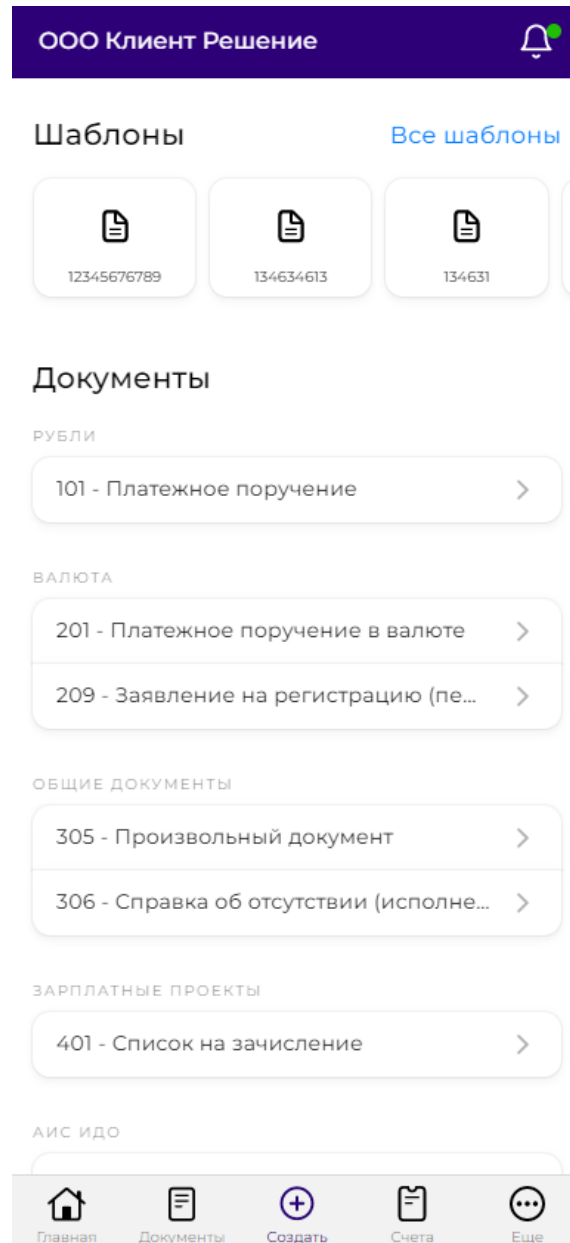 ООО Клиент Решение
Шаблоны
Все шаблоны
12345676789
134634613
134631
Документы
РУБЛИ
101 - Платежное поручение
ВАЛЮТА
201 - Платежное поручение в валюте
209 - Заявление на регистрацию (пе...
ОБЩИЕ ДОКУМЕНТЫ
305 - Произвольный документ
306 - Справка об отсутствии (исполне...
ЗАРПЛАТНЫЕ ПРОЕКТЫ
401 - Список на зачисление
АИС ИДО
Главная
Документы
Создать
Счета
Еще